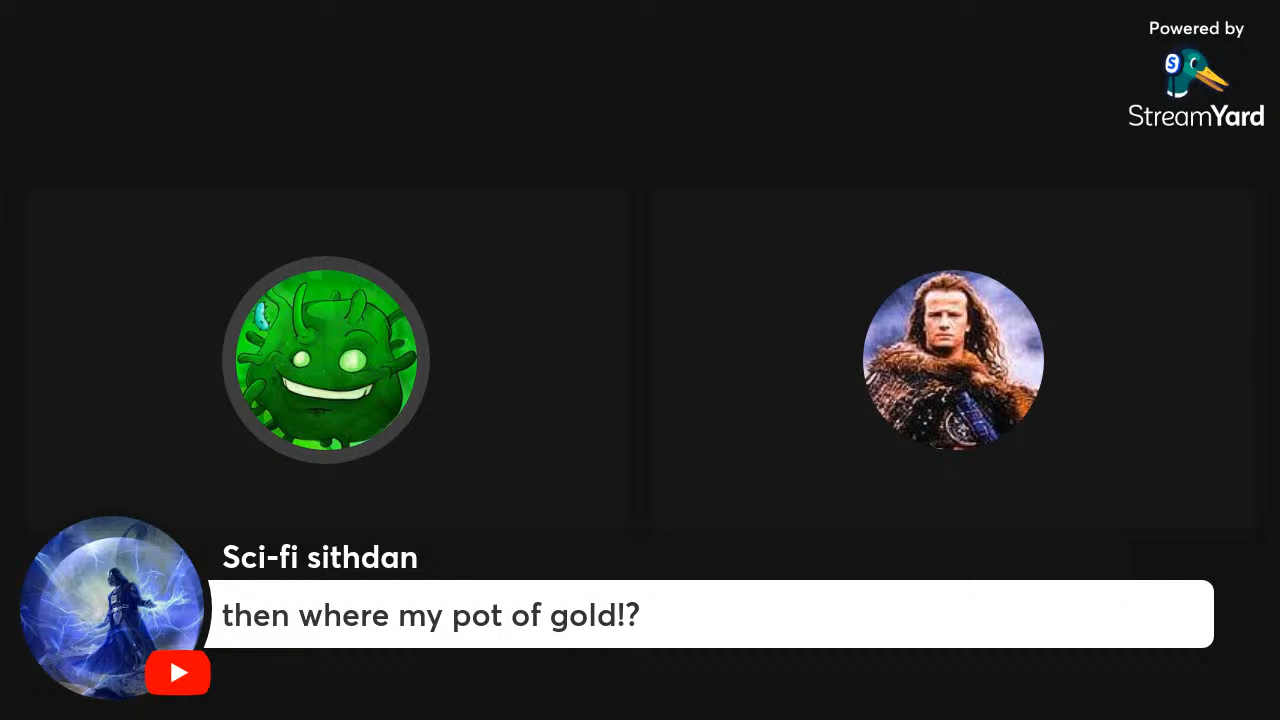 Powered by
S
StreamYard
Sci-fi sithdan
then where my pot of gold!?